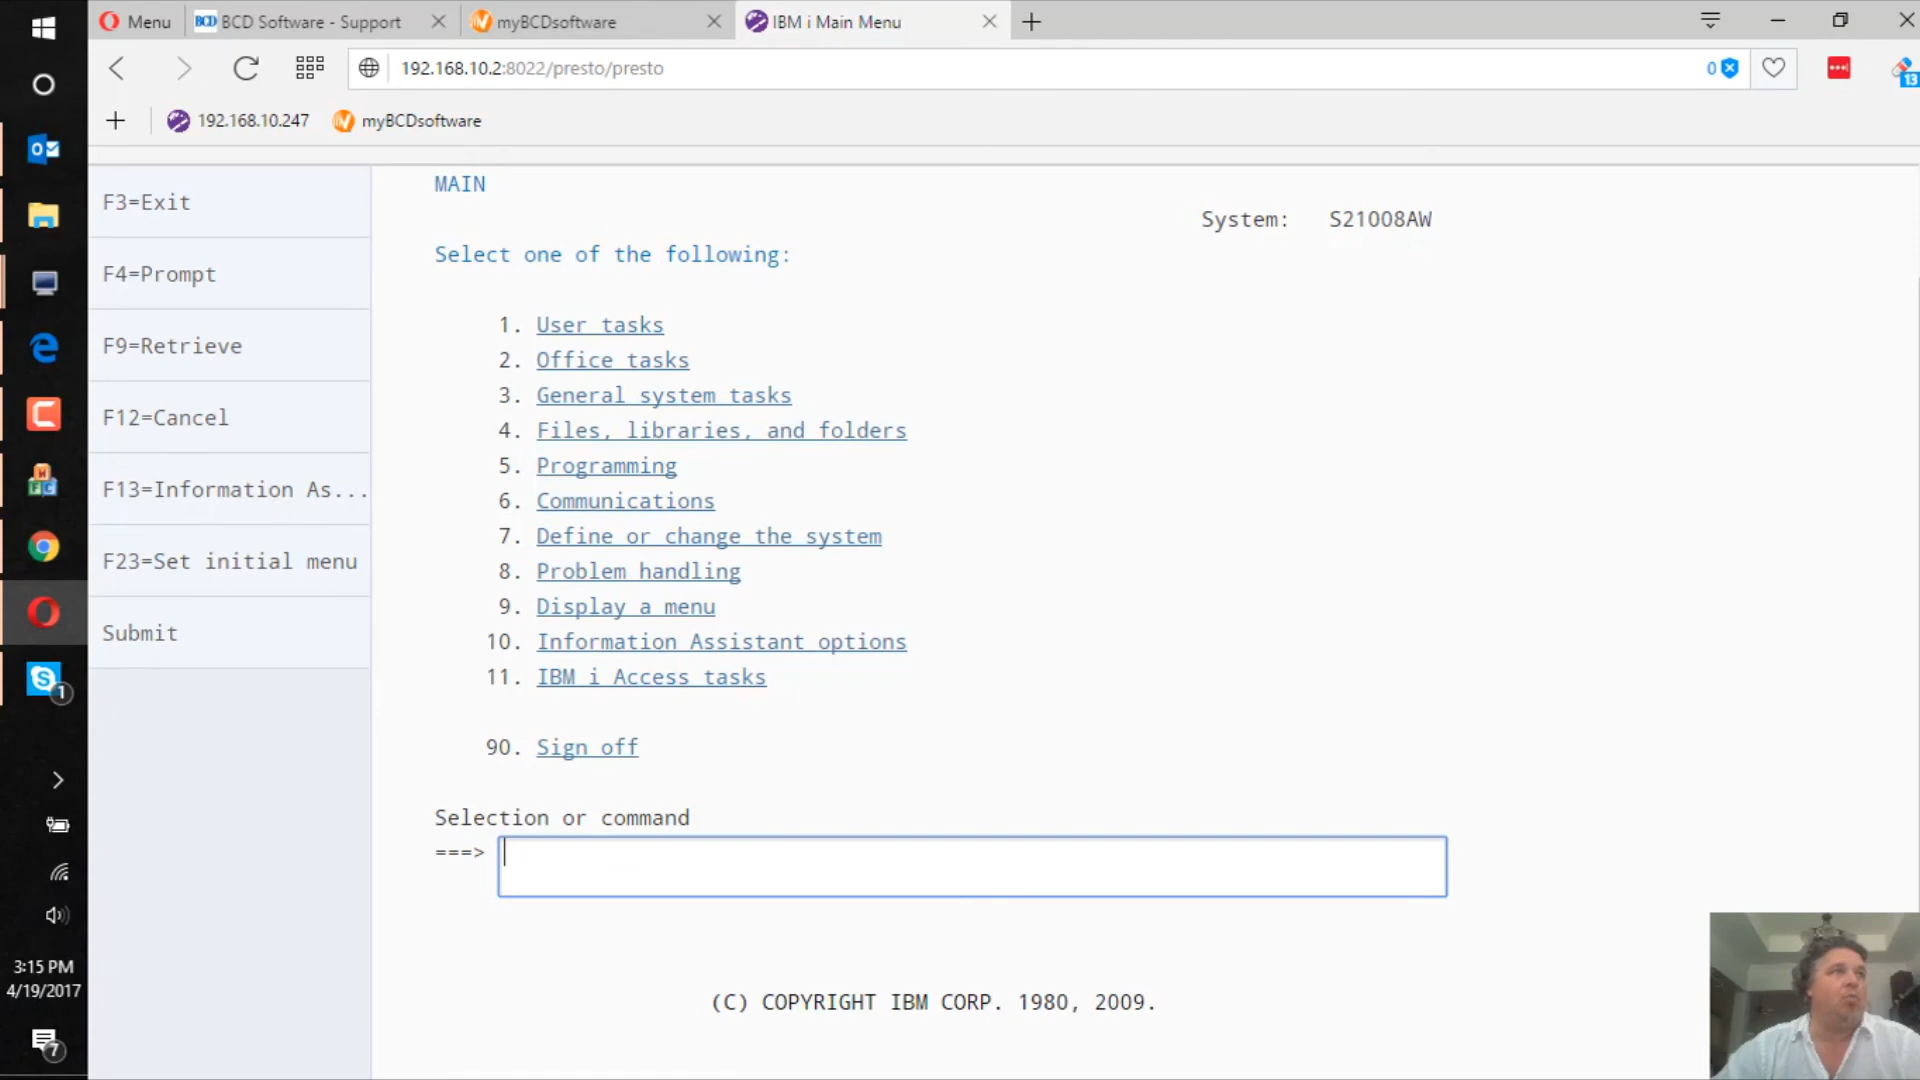 Menu
BCD BCD Software - Support
myBCDsoftware
IBM i Main Menu
192.168.10.2:8022/presto/presto
0
13
192.168.10.247
myBCDsoftware
F3=Exit
F4=Prompt
F9=Retrieve
F12=Cancel
F13=Information As...
F23=Set initial menu
Submit
MAIN
System: S21008AW
Select one of the following:
1. User tasks
2. Office tasks
3. General system tasks
4. Files, libraries, and folders
5. Programming
6. Communications
7. Define or change the system
8. Problem handling
9. Display a menu
10. Information Assistant options
11. IBM i Access tasks
90. Sign off
Selection or command
===>
(C) COPYRIGHT IBM CORP. 1980, 2009.
1
3:15 PM
4/19/2017
7